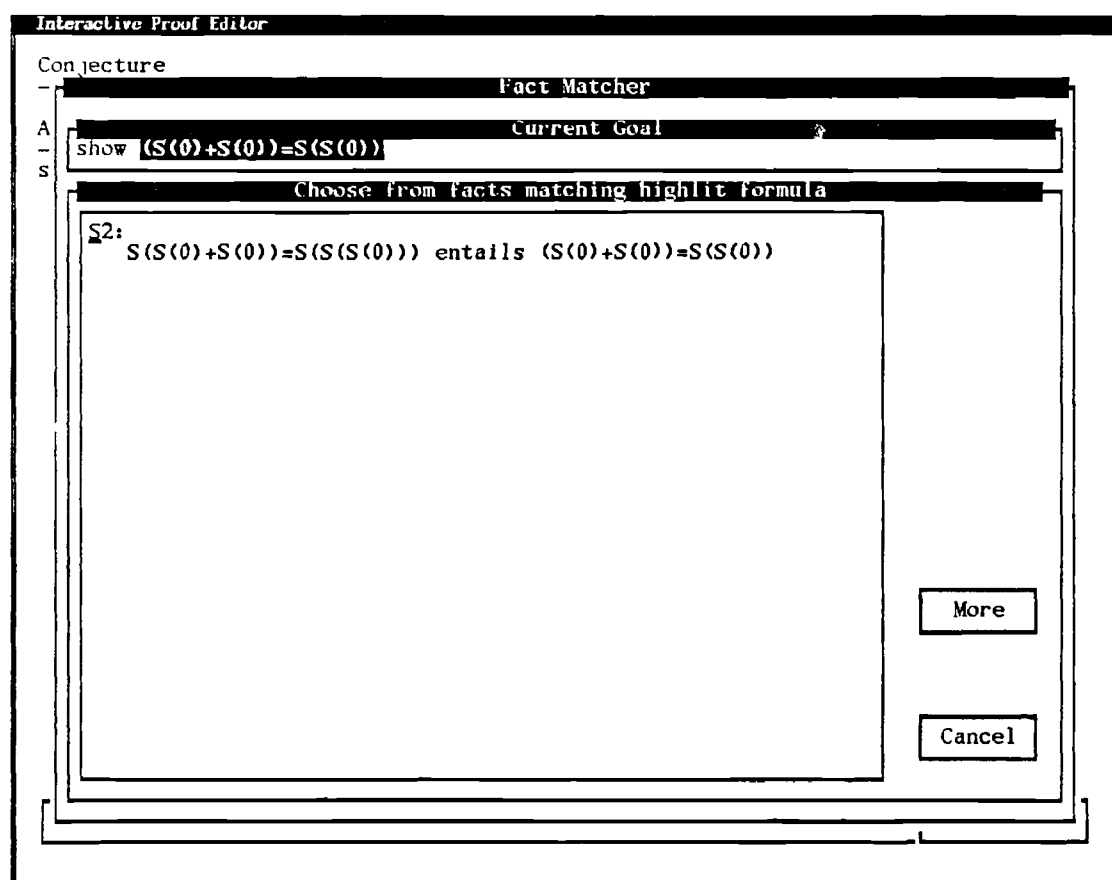 Interactive Proof Editor
Conjecture
Fact Matcher
A
Current Goal
show (S(0)+S(0))=S(S(0))
s
Choose from facts matching highlit formula
S2:
S(S(0)+S(0))=S(S(S(0))) entails (S(0)+S(0))=S(S(0))
More
Cancel